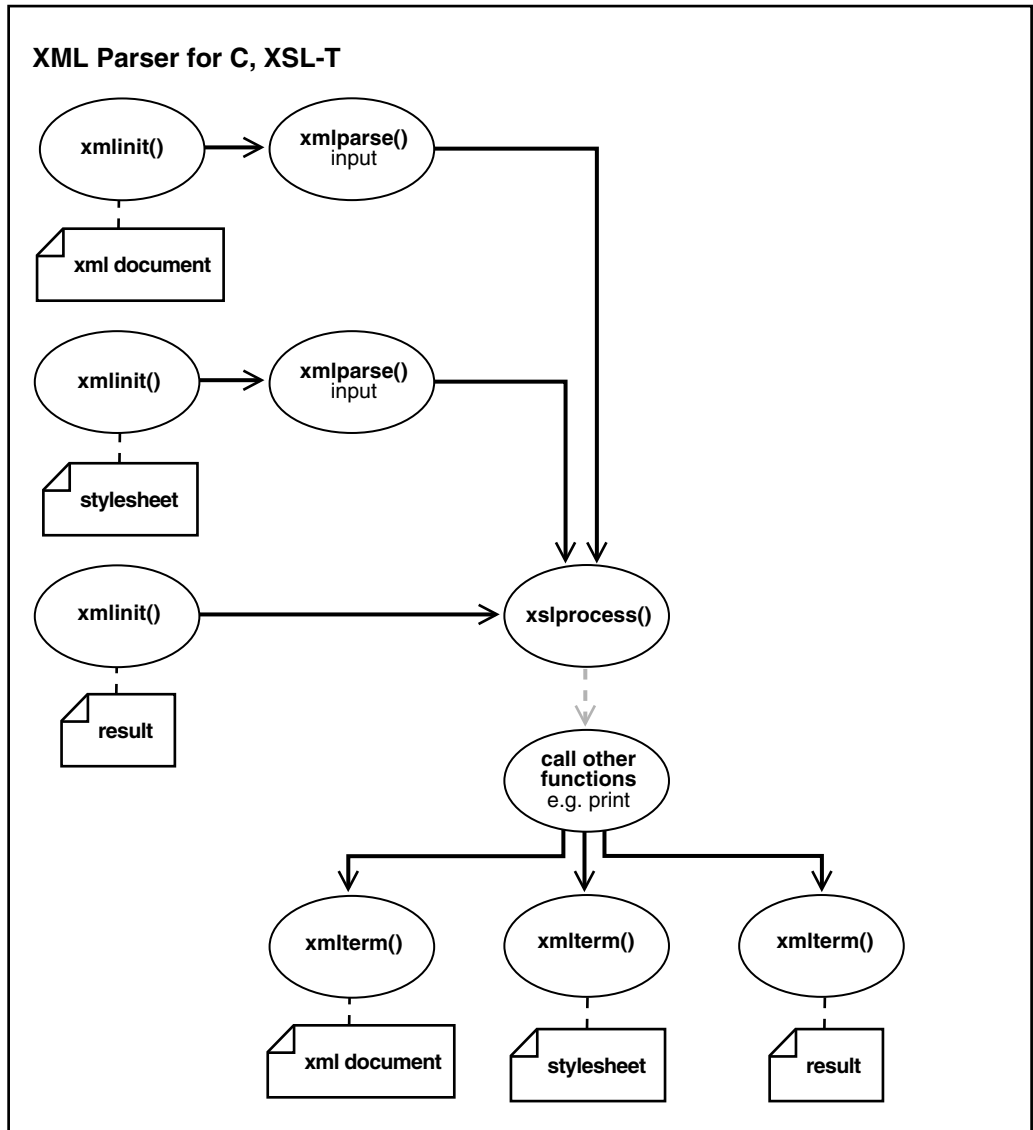 XML Parser for C, XSL-T
xmlinit()
xmlparse()
input
xml document
xmlinit()
xmlparse()
input
stylesheet
xmlinit()
xslprocess()
result
call other
functions
e.g. print
xmlterm()
xmlterm()
xmlterm()
xml document
stylesheet
result